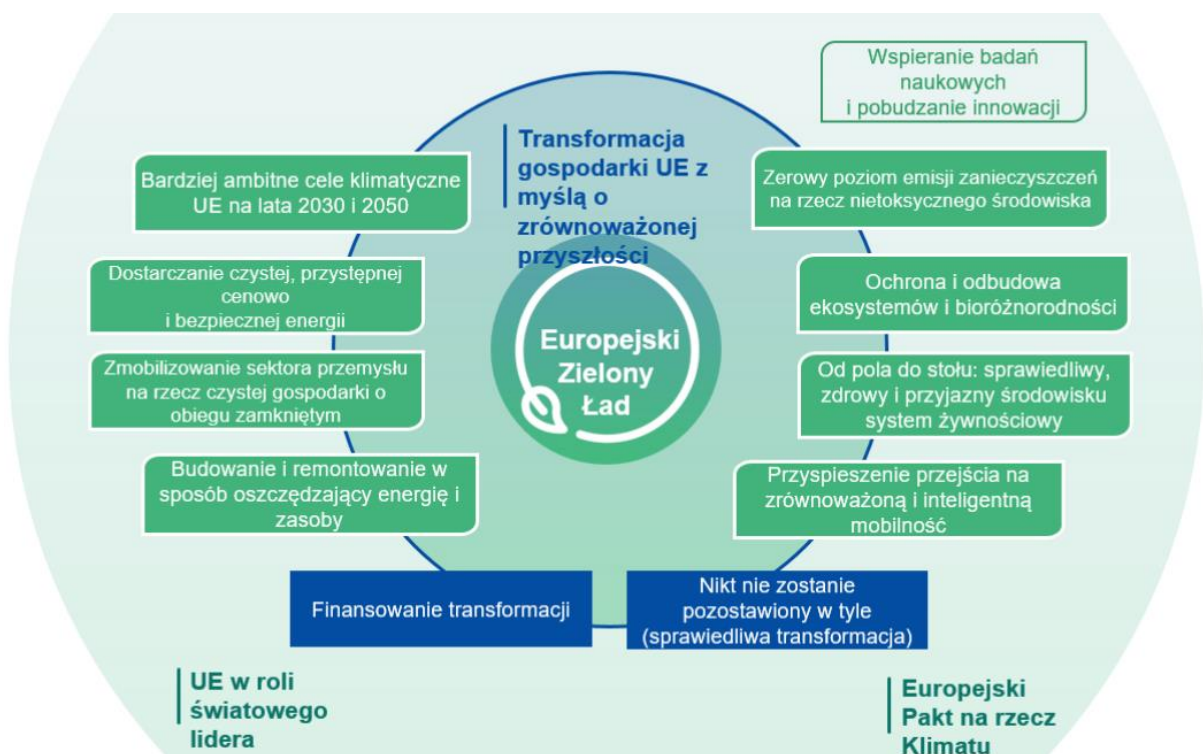 Wspieranie badań
naukowych
i pobudzanie innowacji
Transformacja
gospodarki UE z
myślą o
zrównoważonej
przyszłości
Bardziej ambitne cele klimatyczne
UE na lata 2030 i 2050
Zerowy poziom emisji zanieczyszczeń
na rzecz nietoksycznego środowiska
Dostarczanie czystej, przystępnej
cenowo
i bezpiecznej energii
Ochrona i odbudowa
ekosystemów i bioróżnorodności
Europejski
Zielony
Ład
Zmobilizowanie sektora przemysłu
na rzecz czystej gospodarki o
obiegu zamkniętym
Od pola do stołu: sprawiedliwy,
zdrowy i przyjazny środowisku
system żywnościowy
Budowanie i remontowanie w
sposób oszczędzający energię i
zasoby
Przyspieszenie przejścia na
zrównoważoną i inteligentną
mobilność
Finansowanie transformacji
Nikt nie zostanie
pozostawiony w tyle
(sprawiedliwa transformacja)
UE w roli
światowego
lidera
Europejski
Pakt na rzecz
Klimatu